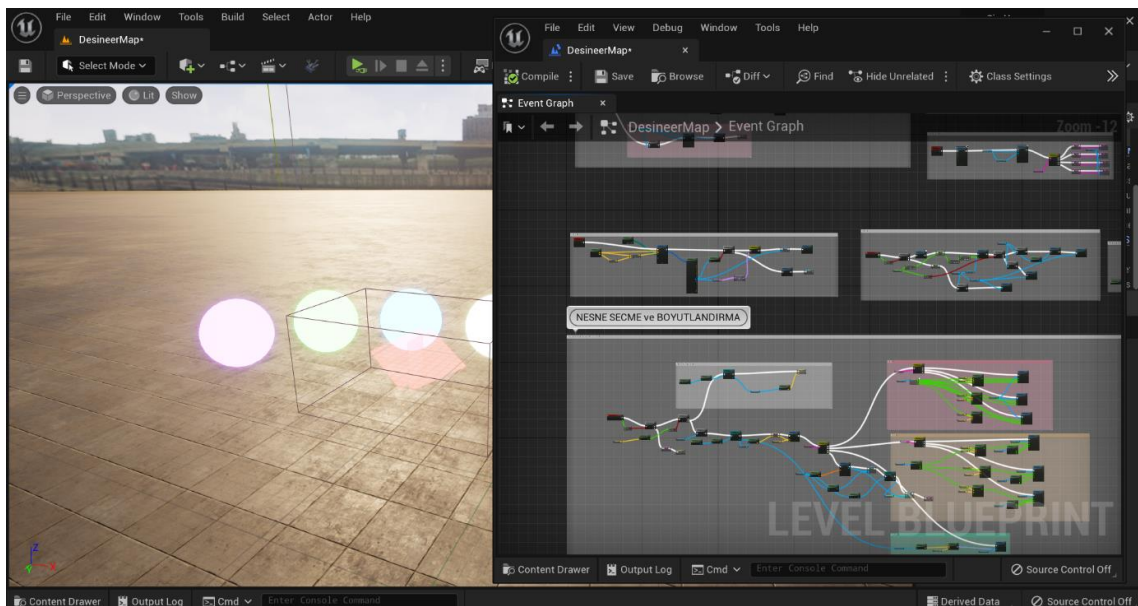 File Edit Window Tools Build Select Actor Help
DesineerMap*
Select Mode
Perspective Lit Show
File Edit View Debug Window Tools Help
DesineerMap*
Compile Save Browse Diff Find Hide Unrelated Class Settings
Event Graph
DesineerMap > Event Graph
Zoom -12
NESNE SECME ve BOYUTLANDIRMA
LEVEL BLUEPRINT
Z
Y X
Content Drawer Output Log Cmd Enter Console Command Source Control Off
Content Drawer Output Log Cmd Enter Console Command Derived Data Source Control Off